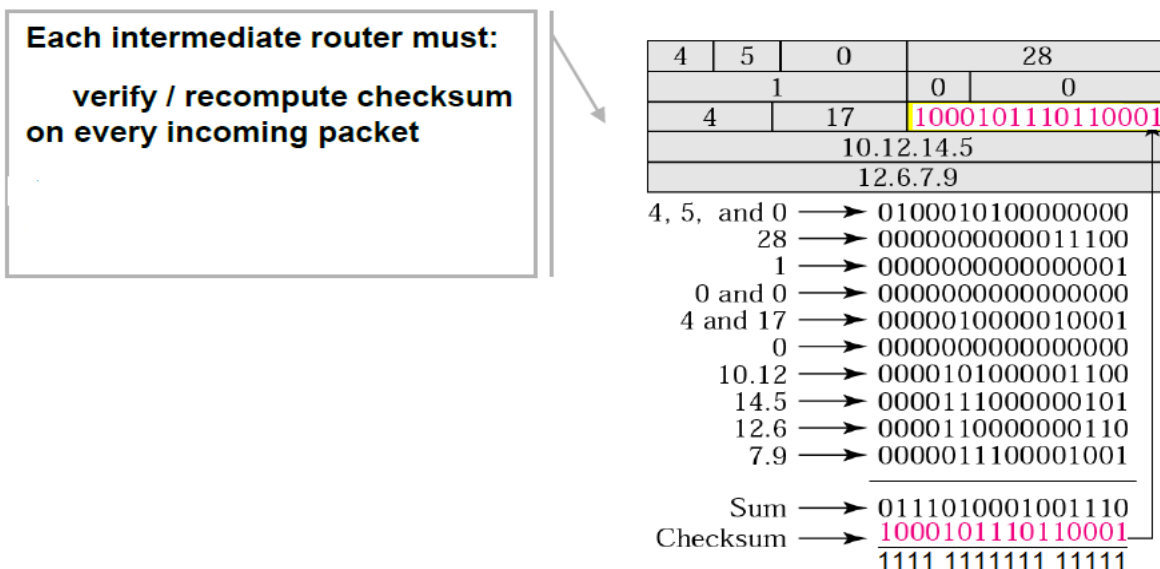 Each intermediate router must:
verify / recompute checksum
on every incoming packet
4 5 0 28
1 0 0
4 17 1000101110110001
10.12.14.5
12.6.7.9
4, 5, and 0 0100010100000000
28 0000000000011100
1 0000000000000001
0 and 0 0000000000000000
4 and 17 0000010000010001
0 0000000000000000
10.12 0000101000001100
14.5 0000111000000101
12.6 0000110000000110
7.9 0000011100001001
Sum 0111010001001110
Checksum 1000101110110001
1111 1111111 11111